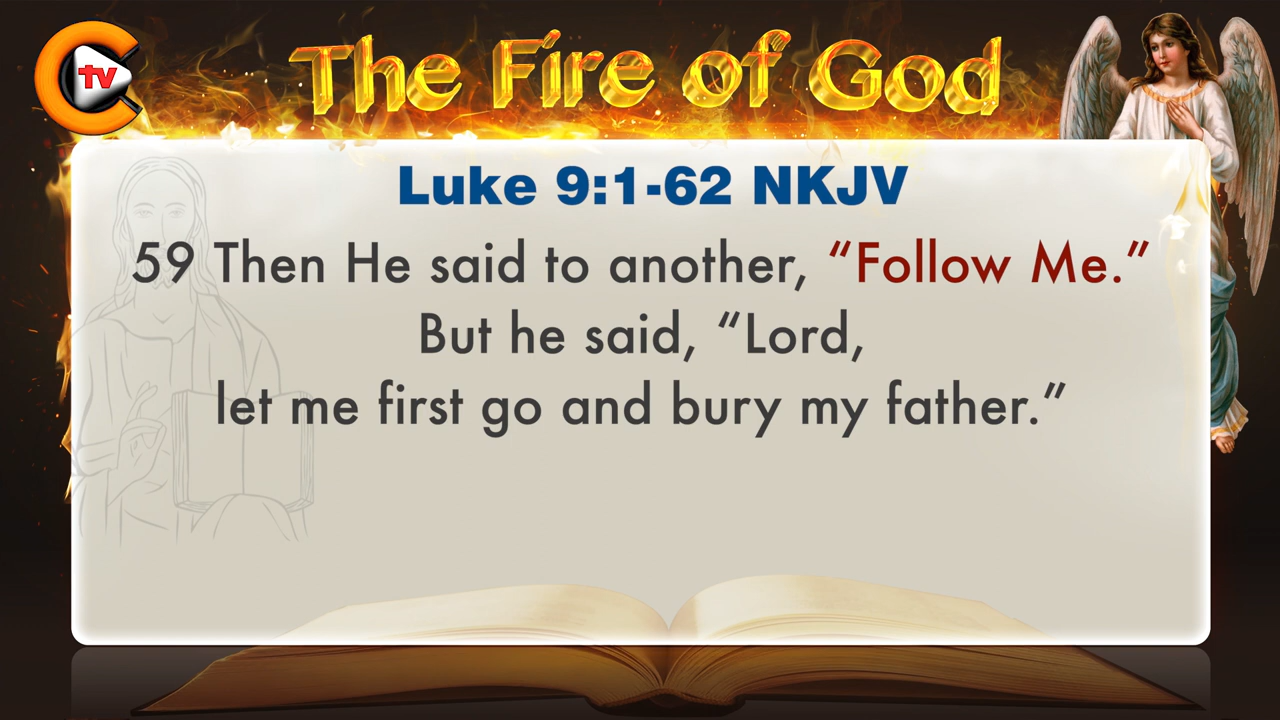 tv
The Fire of God
Luke 9:1-62 NKJV
59 Then He said to another, “Follow Me.”
But he said, “Lord,
let me first go and bury my father.”